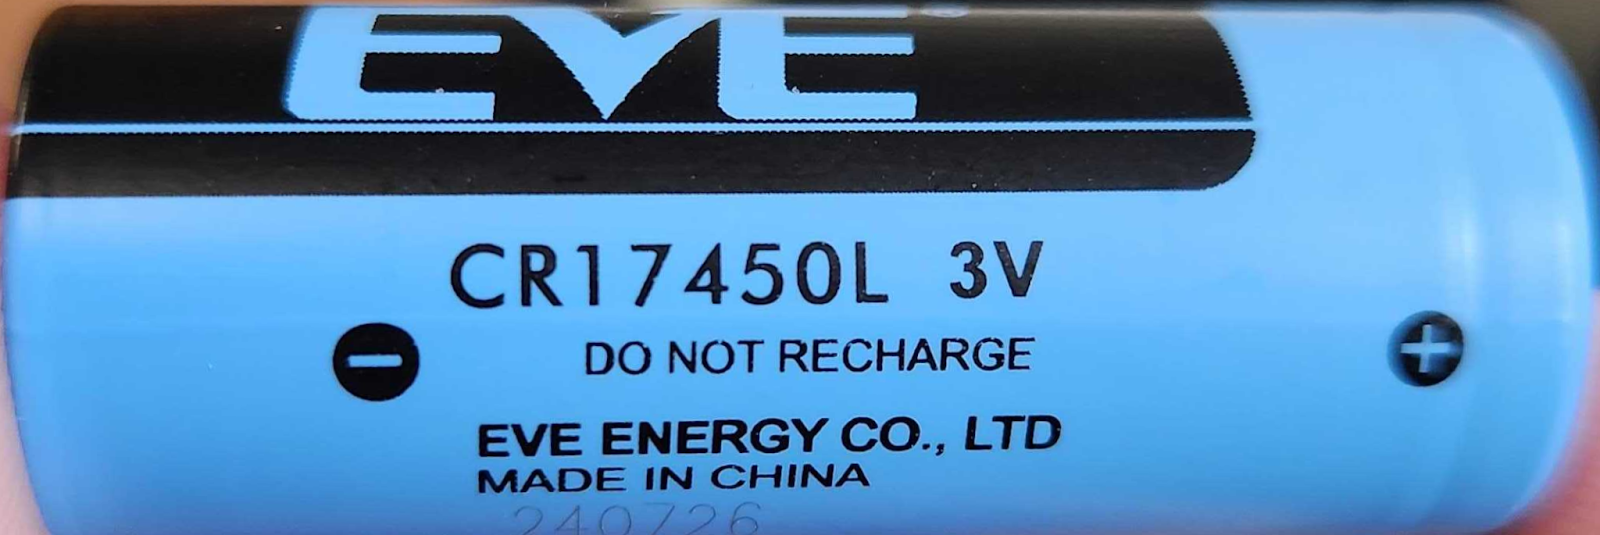 EVE
CR17450L 3V
DO NOT RECHARGE
EVE ENERGY CO., LTD
MADE IN CHINA
240726